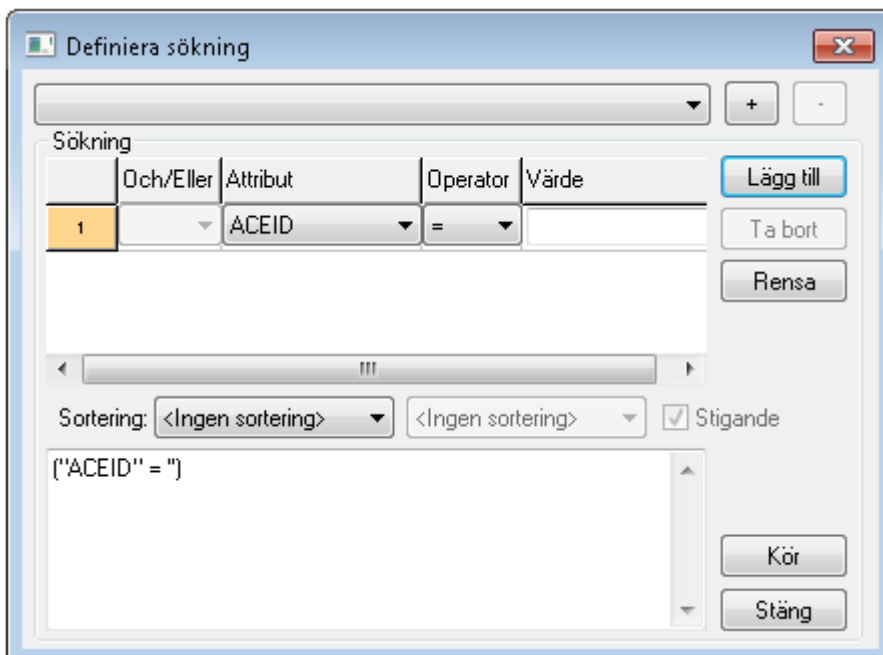 Definiera sökning
+ -
Sökning
Och/Eller Attribut Operator Värde Lägg till
1 ACEID = Ta bort
Rensa
Sortering: <Ingen sortering> <Ingen sortering> Stigande
("ACEID" = '')
Kör
Stäng